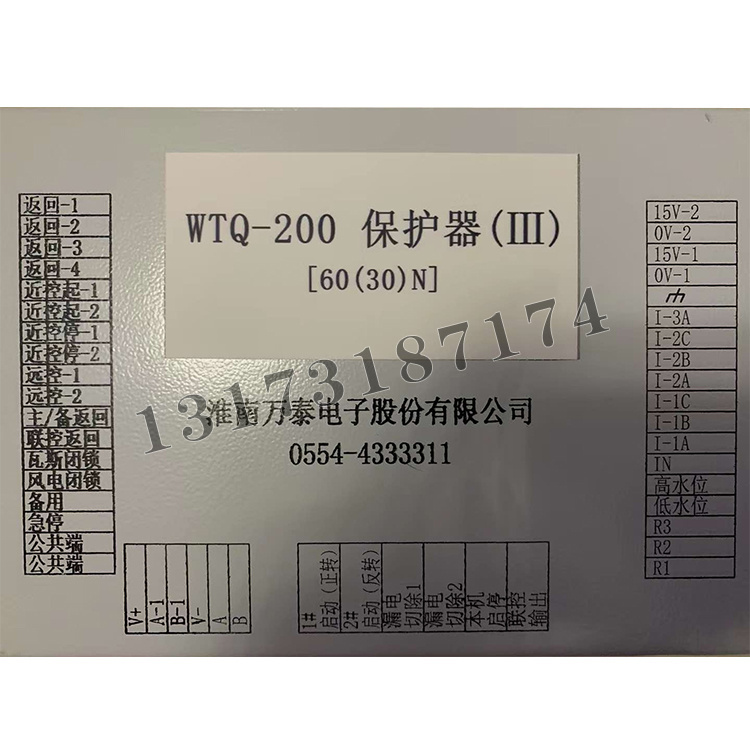 WTQ-200 保护器(III)
[60(30)N]
13173187174
淮南万泰电子股份有限公司
0554-4333311
返回-1
返回-2
返回-3
返回-4
近控起-1
近控起-2
近控停-1
近控停-2
远控-1
远控-2
主/备返回
联控返回
瓦斯闭锁
风电闭锁
备用
急停
公共端
公共端
V+
A-1
B-1
V-
A
B
1#
启动(正转)
2#
启动(反转)
漏电
切除1
漏电
切除2
本机
启停
联控
输出
15V-2
0V-2
15V-1
0V-1
I-3A
I-2C
I-2B
I-2A
I-1C
I-1B
I-1A
IN
高水位
低水位
R3
R2
R1